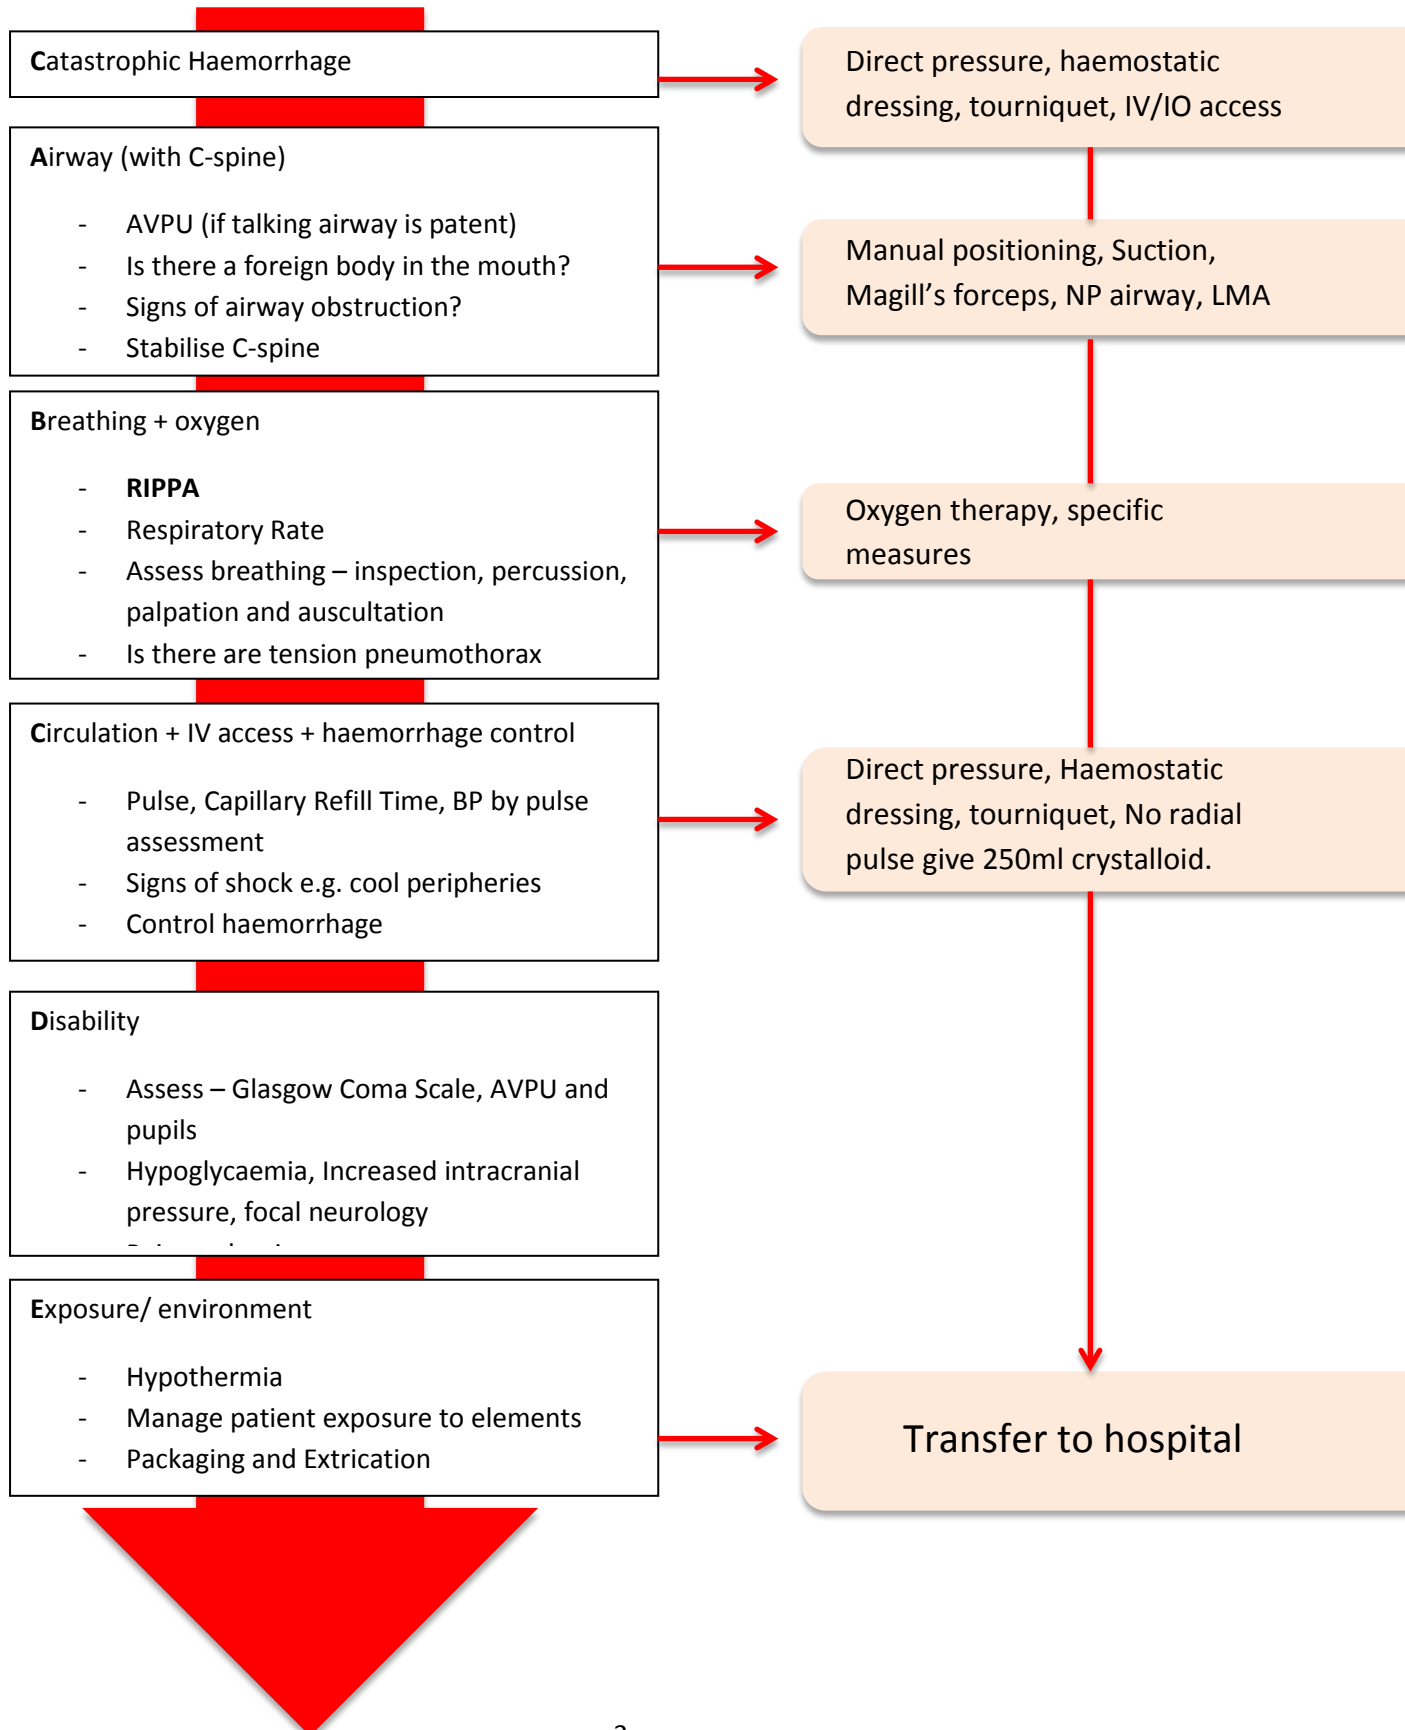 Catastrophic Haemorrhage
Direct pressure, haemostatic
dressing, tourniquet, IV/IO access
Airway (with C-spine)
- AVPU (if talking airway is patent)
- Is there a foreign body in the mouth?
- Signs of airway obstruction?
- Stabilise C-spine
Manual positioning, Suction,
Magill’s forceps, NP airway, LMA
Breathing + oxygen
- RIPPA
- Respiratory Rate
- Assess breathing – inspection, percussion,
palpation and auscultation
- Is there are tension pneumothorax
Oxygen therapy, specific
measures
Circulation + IV access + haemorrhage control
- Pulse, Capillary Refill Time, BP by pulse
assessment
- Signs of shock e.g. cool peripheries
- Control haemorrhage
Direct pressure, Haemostatic
dressing, tourniquet, No radial
pulse give 250ml crystalloid.
Disability
- Assess – Glasgow Coma Scale, AVPU and
pupils
- Hypoglycaemia, Increased intracranial
pressure, focal neurology
Exposure/ environment
- Hypothermia
- Manage patient exposure to elements
- Packaging and Extrication
Transfer to hospital